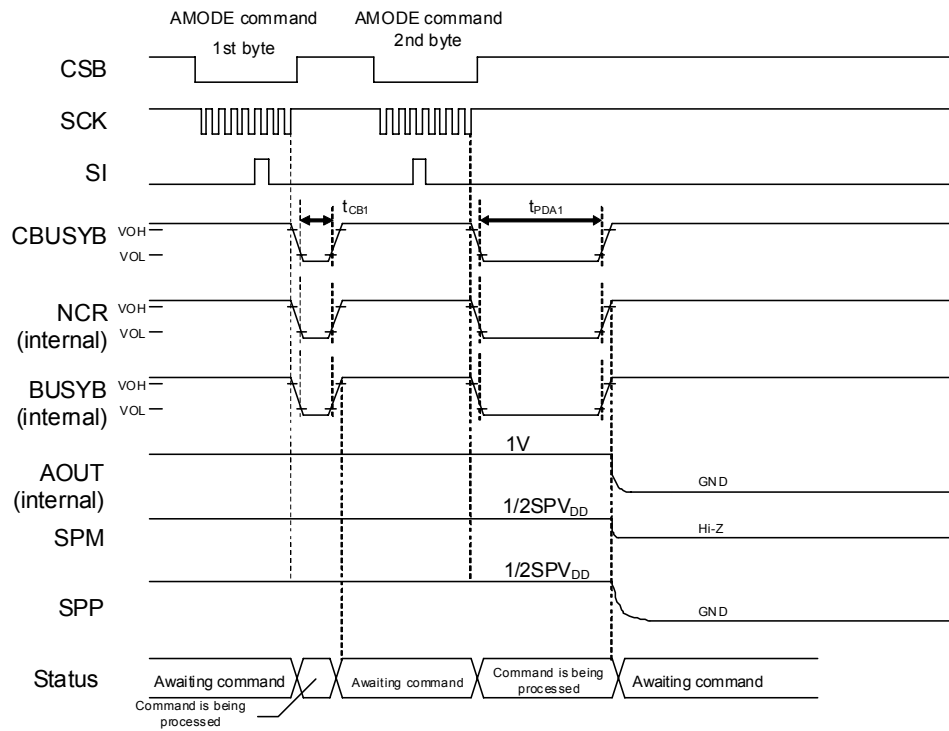 AMODE command
1st byte
AMODE command
2nd byte
CSB
SCK
SI
tCB1
tPDA1
CBUSYB
VOH
VOL
NCR
(internal)
VOH
VOL
BUSYB
(internal)
VOH
VOL
1V
AOUT
(internal)
GND
1/2SPVDD
SPM
Hi-Z
1/2SPVDD
SPP
GND
Status
Awaiting command
Awaiting command
Command is being
processed
Awaiting command
Command is being
processed